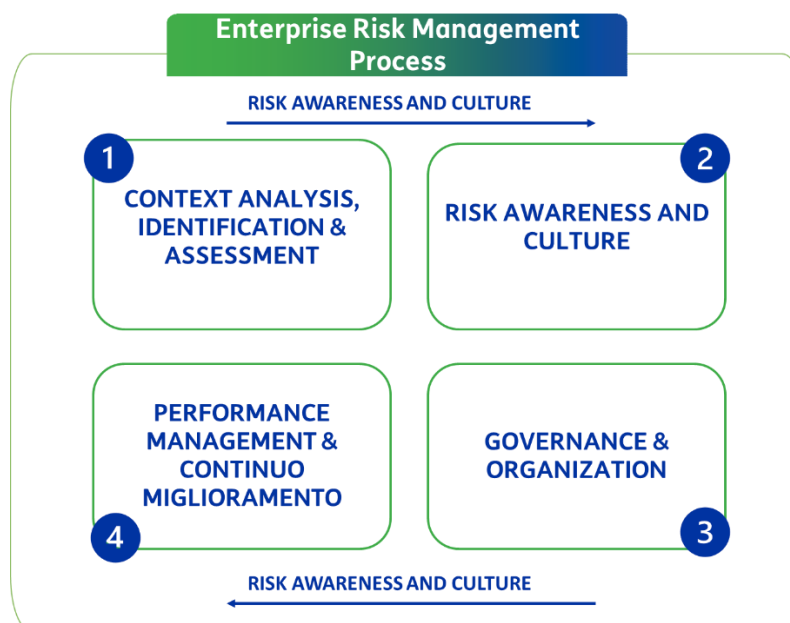 Enterprise Risk Management
Process
RISK AWARENESS AND CULTURE
1
CONTEXT ANALYSIS,
IDENTIFICATION &
ASSESSMENT
2
RISK AWARENESS AND
CULTURE
PERFORMANCE
MANAGEMENT &
CONTINUO
MIGLIORAMENTO
4
GOVERNANCE &
ORGANIZATION
3
RISK AWARENESS AND CULTURE